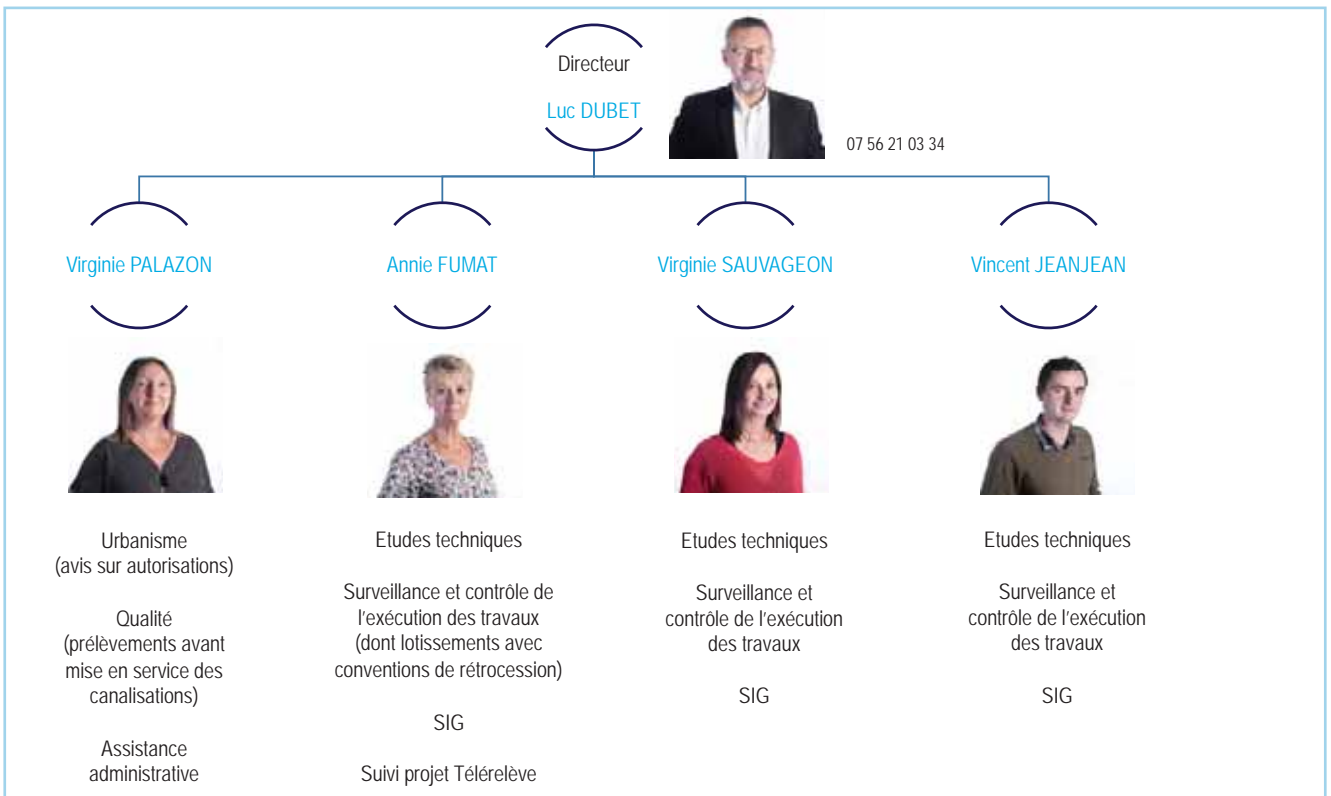 Directeur
Luc DUBET
07 56 21 03 34
Virginie PALAZON
Annie FUMAT
Virginie SAUVAGEON
Vincent JEANJEAN
Urbanisme
(avis sur autorisations)
Qualité
(prélèvements avant
mise en service des
canalisations)
Assistance
administrative
Etudes techniques
Surveillance et contrôle de
l'exécution des travaux
(dont lotissements avec
conventions de rétrocession)
SIG
Suivi projet Télérelève
Etudes techniques
Surveillance et
contrôle de l'exécution
des travaux
SIG
Etudes techniques
Surveillance et
contrôle de l'exécution
des travaux
SIG